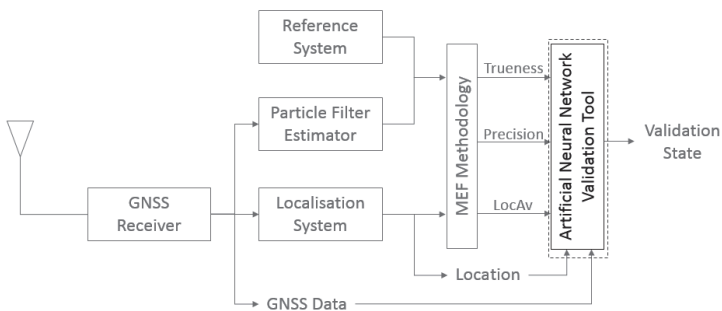 Reference
System
Particle Filter
Estimator
GNSS
Receiver
Localisation
System
MEF Methodology
Trueness
Precision
LocAv
Artificial Neural Network
Validation Tool
Validation
State
Location
GNSS Data